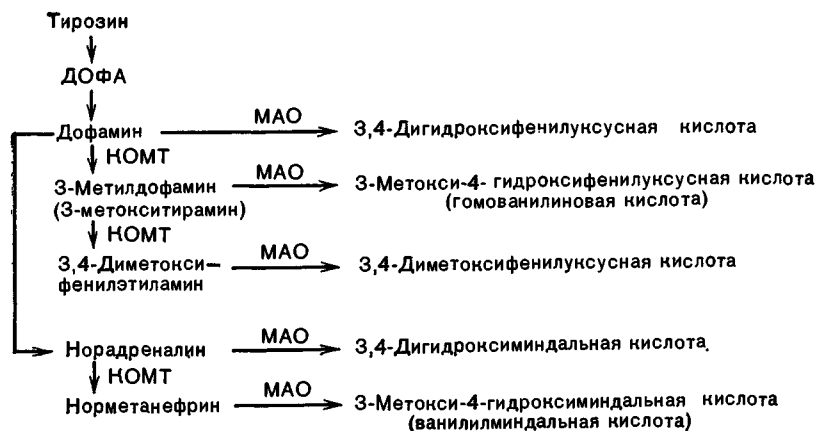 Тирозин
ДОФА
МАО
Дофамин
3,4-Дигидроксифенилуксусная кислота
КОМТ
МАО
3-Метилдофамин
(3-метокситирамин)
3-Метокси-4- гидроксифенилуксусная кислота
(гомованилиновая кислота)
КОМТ
МАО
3,4-Диметокси-
фенилэтиламин
3,4-Диметоксифенилуксусная кислота
МАО
Норадреналин
3,4-Дигидроксиминдальная кислота.
КОМТ
МАО
Норметанефрин
3-Метокси-4-гидроксиминдальная кислота
(ванилилминдальная кислота)